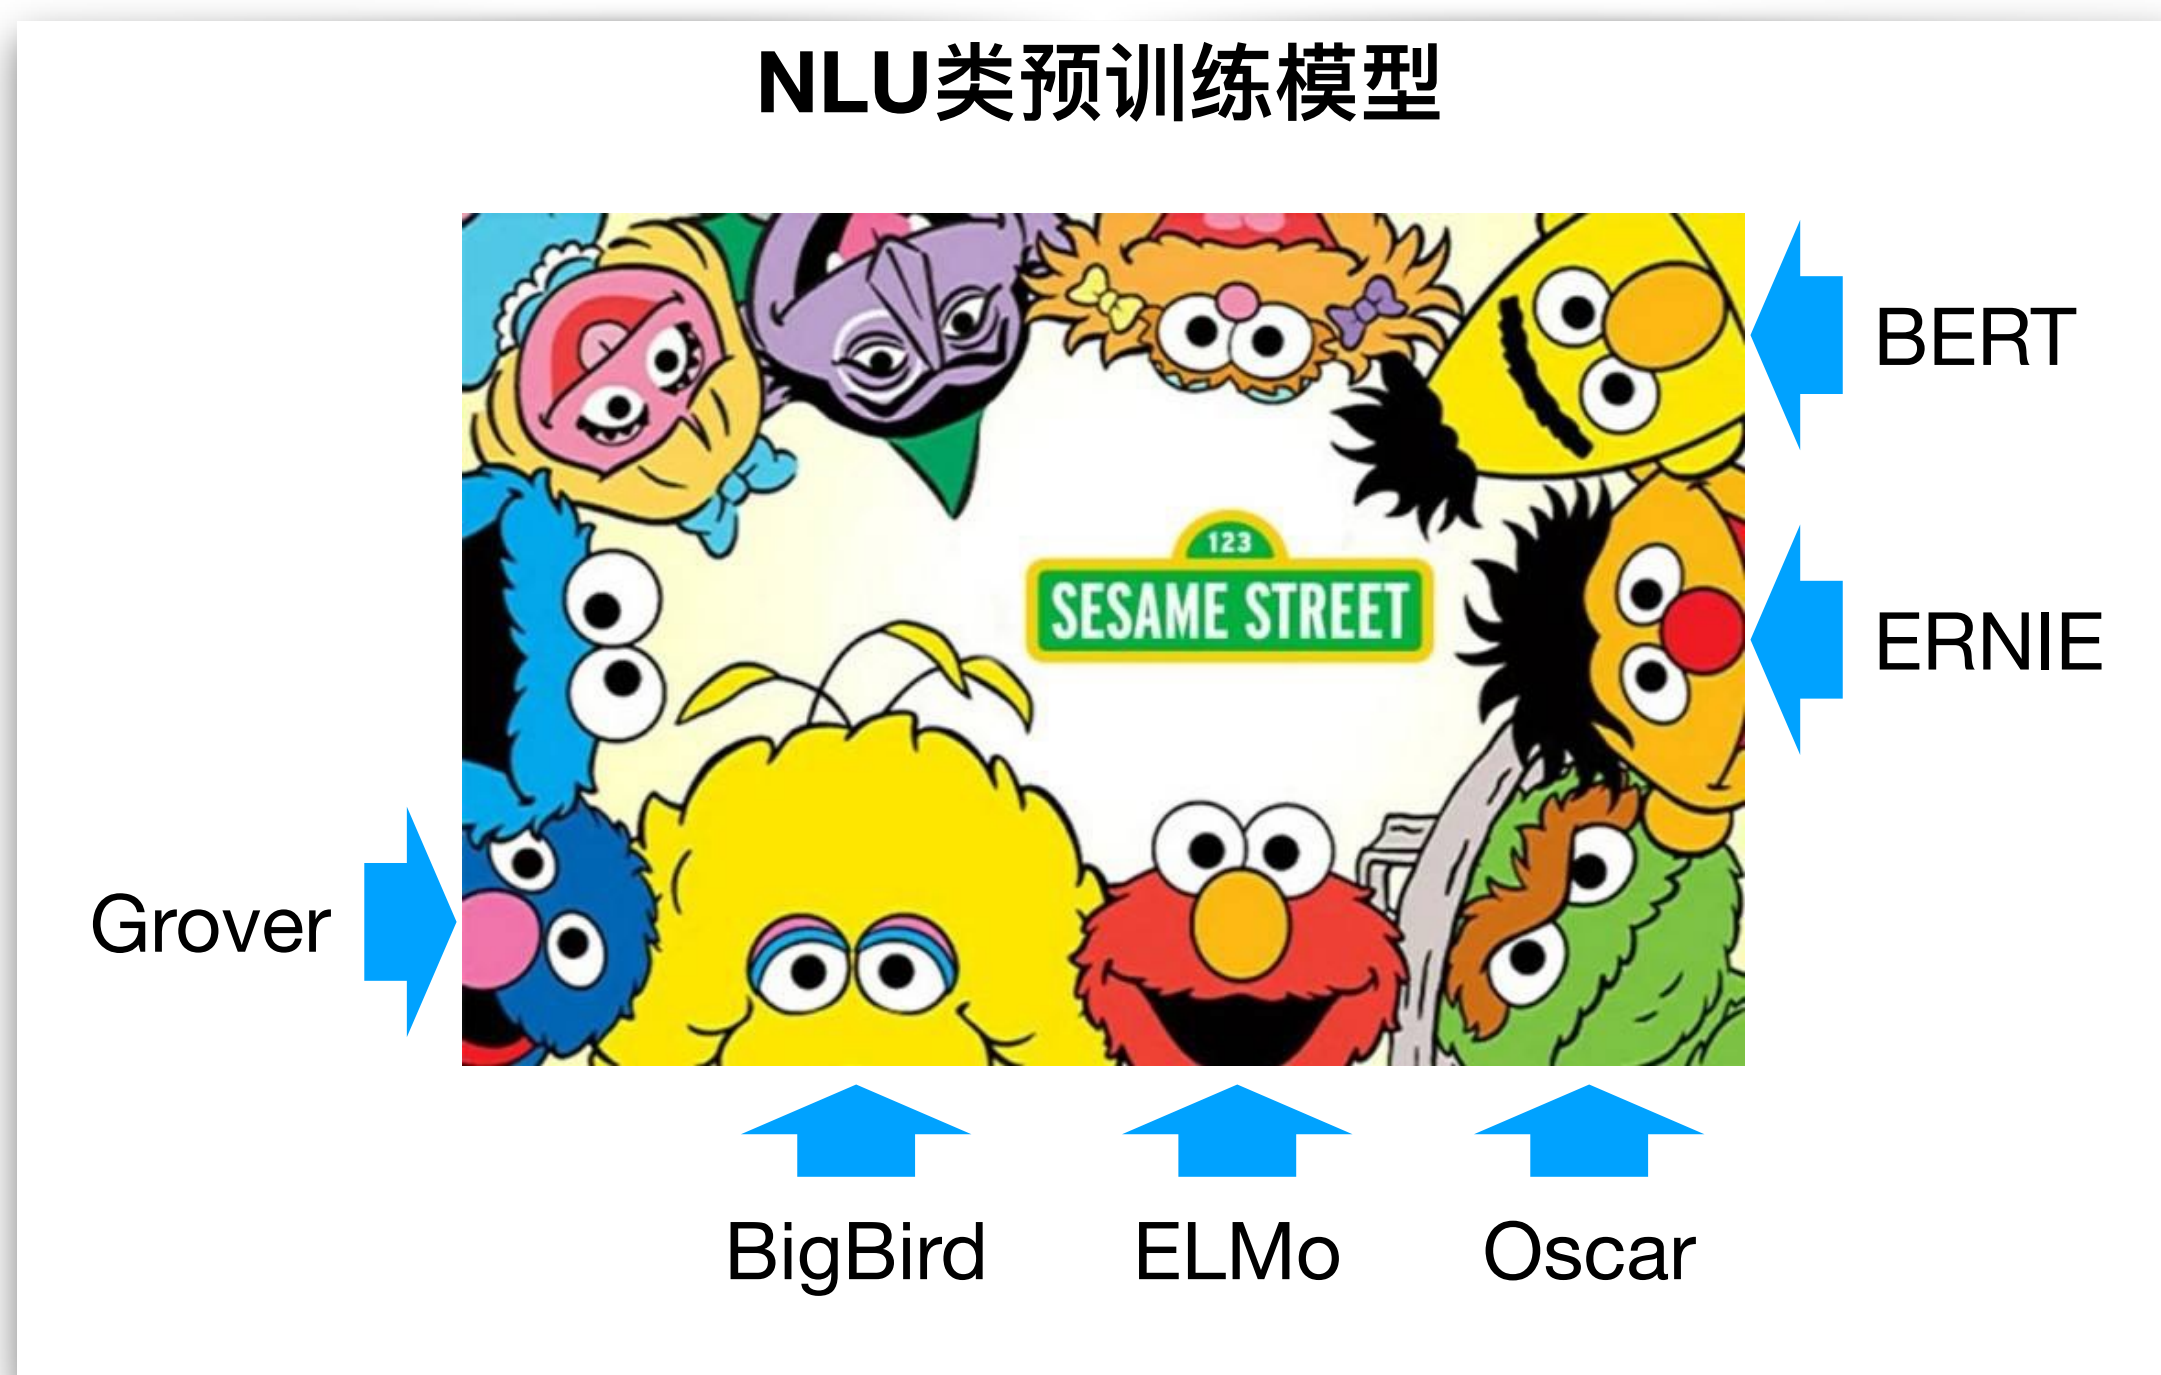 NLU类预训练模型
BERT
123
SESAME STREET
ERNIE
Grover
BigBird
ELMo
Oscar